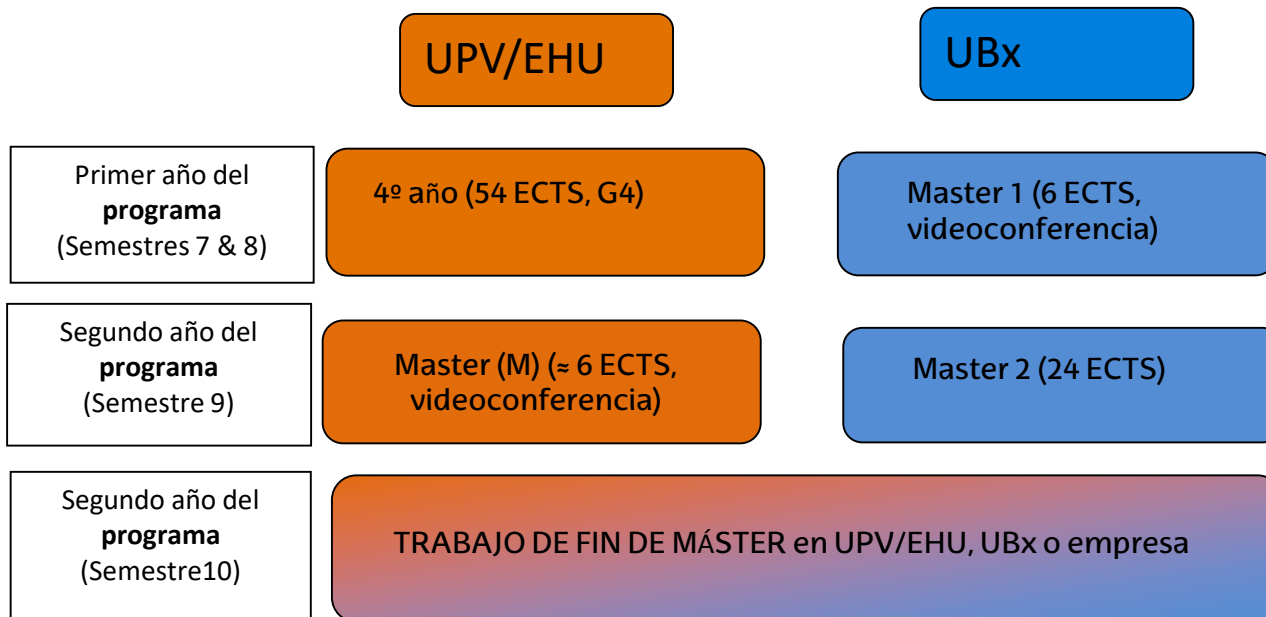 UPV/EHU
UBx
Primer año del
programa
(Semestres 7 & 8)
4º año (54 ECTS, G4)
Master 1 (6 ECTS,
videoconferencia)
Segundo año del
programa
(Semestre 9)
Master (M) (≈ 6 ECTS,
videoconferencia)
Master 2 (24 ECTS)
Segundo año del
programa
(Semestre10)
TRABAJO DE FIN DE MÁSTER en UPV/EHU, UBx o empresa